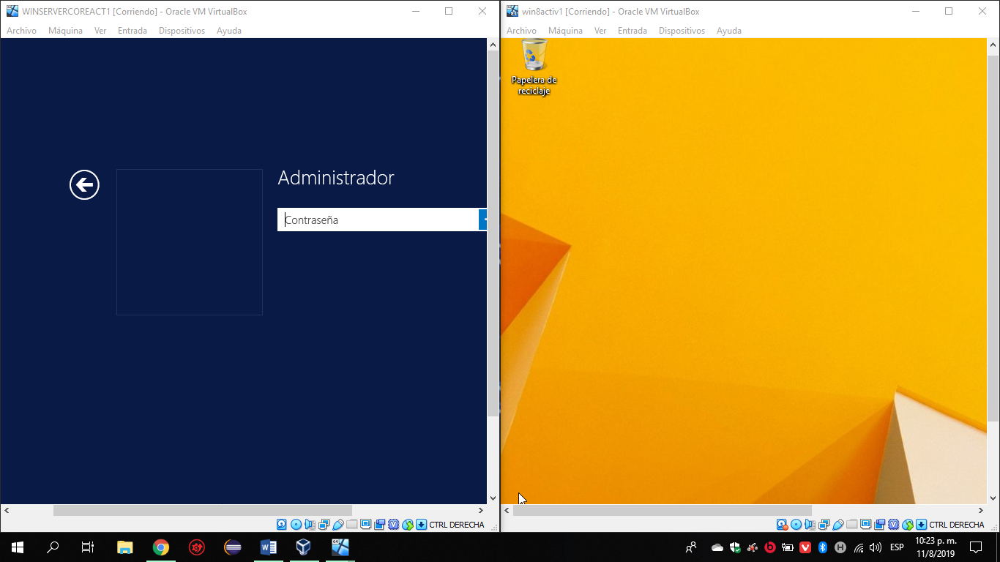 WINSERVERCOREACT1 [Corriendo] - Oracle VM VirtualBox
Archivo Máquina Ver Entrada Dispositivos Ayuda
Administrador
Contraseña
CTRL DERECHA
win8activ1 [Corriendo] - Oracle VM VirtualBox
Archivo Máquina Ver Entrada Dispositivos Ayuda
Papelera de
reciclaje
CTRL DERECHA
ESP
10:23 p. m.
11/8/2019